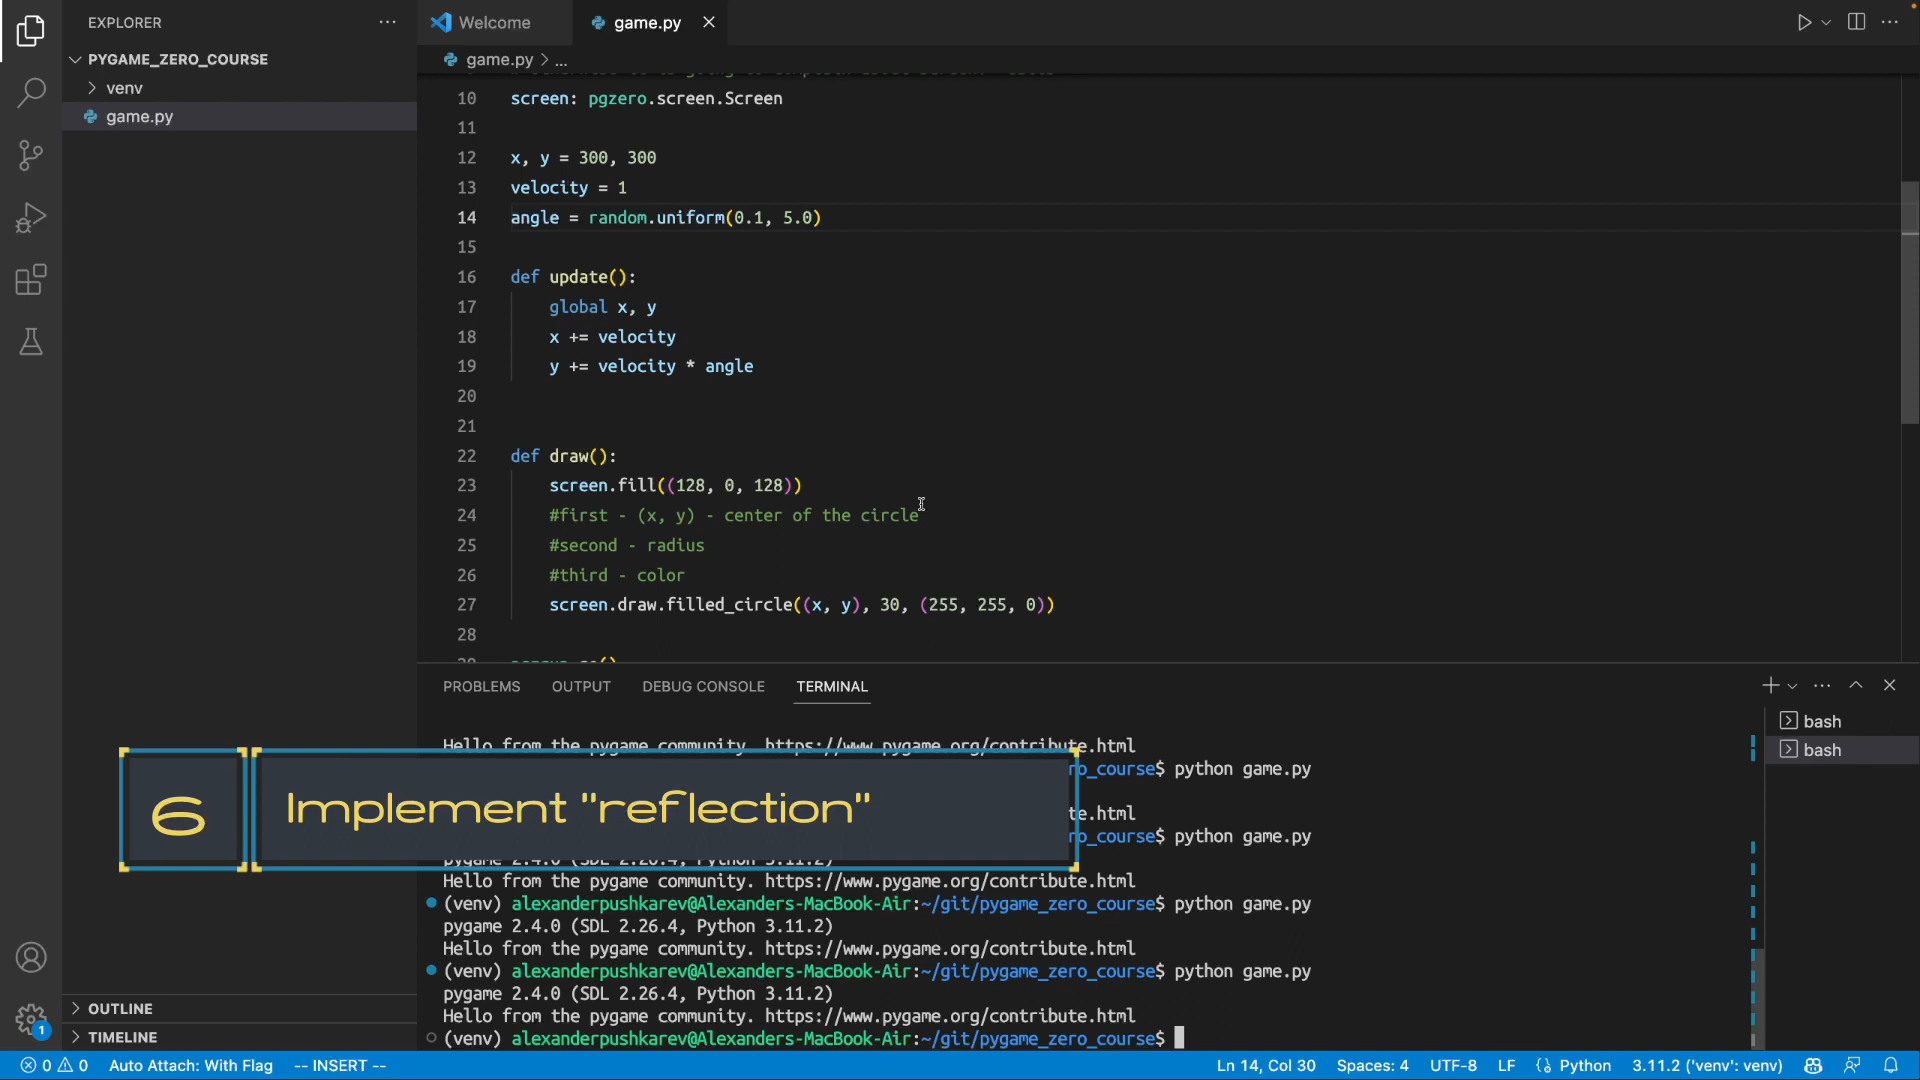 EXPLORER
Welcome
game.py
PYGAME_ZERO_COURSE
venv
game.py
game.py > ...
10 screen: pgzero.screen.Screen
11
12 x, y = 300, 300
13 velocity = 1
14 angle = random.uniform(0.1, 5.0)
15
16 def update():
17 global x, y
18 x += velocity
19 y += velocity * angle
20
21
22 def draw():
23 screen.fill((128, 0, 128))
24 #first - (x, y) - center of the circle
25 #second - radius
26 #third - color
27 screen.draw.filled_circle((x, y), 30, (255, 255, 0))
28
PROBLEMS OUTPUT DEBUG CONSOLE TERMINAL
bash
bash
Hello from the pygame community. https://www.pygame.org/contribute.html
ro_course$ python game.py
te.html
ro_course$ python game.py
6 Implement "reflection"
pygame 2.4.0 (SDL 2.26.4, Python 3.11.2)
Hello from the pygame community. https://www.pygame.org/contribute.html
(venv) alexanderpushkarev@Alexanders-MacBook-Air:~/git/pygame_zero_course$ python game.py
pygame 2.4.0 (SDL 2.26.4, Python 3.11.2)
Hello from the pygame community. https://www.pygame.org/contribute.html
(venv) alexanderpushkarev@Alexanders-MacBook-Air:~/git/pygame_zero_course$ python game.py
pygame 2.4.0 (SDL 2.26.4, Python 3.11.2)
Hello from the pygame community. https://www.pygame.org/contribute.html
(venv) alexanderpushkarev@Alexanders-MacBook-Air:~/git/pygame_zero_course$
OUTLINE
TIMELINE
1
0 0 Auto Attach: With Flag -- INSERT -- Ln 14, Col 30 Spaces: 4 UTF-8 LF Python 3.11.2 ('venv': venv)